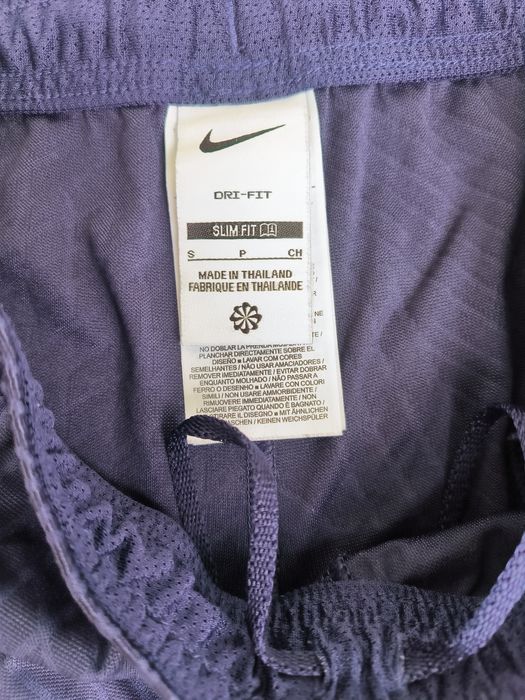 DRI-FIT
SLIM FIT
S P CH
MADE IN THAILAND
FABRIQUE EN THAILANDE
NO DOBLAR LA PRENDA
PLANCHAR DIRECTAMENTE SOBRE EL
DISEÑO ■ LAVAR COM CORES
SEMELHANTES / NÃO USAR AMACIADORES /
REMOVER IMEDIATAMENTE / EVITAR DOBRAR
ENQUANTO MOLHADO / NÃO PASSAR A
FERRO O DESENHO ■ LAVARE CON COLORI
SIMILI / NON USARE AMMORBIDENTE /
RIMUOVERE IMMEDIATAMENTE / NON
LASCIARE PIEGATO QUANDO È BAGNATO /
STIRARE IL DISEGNO ■ MIT ÄHNLICHEN
WASCHEN / KEINEN WEICHSPÜLER